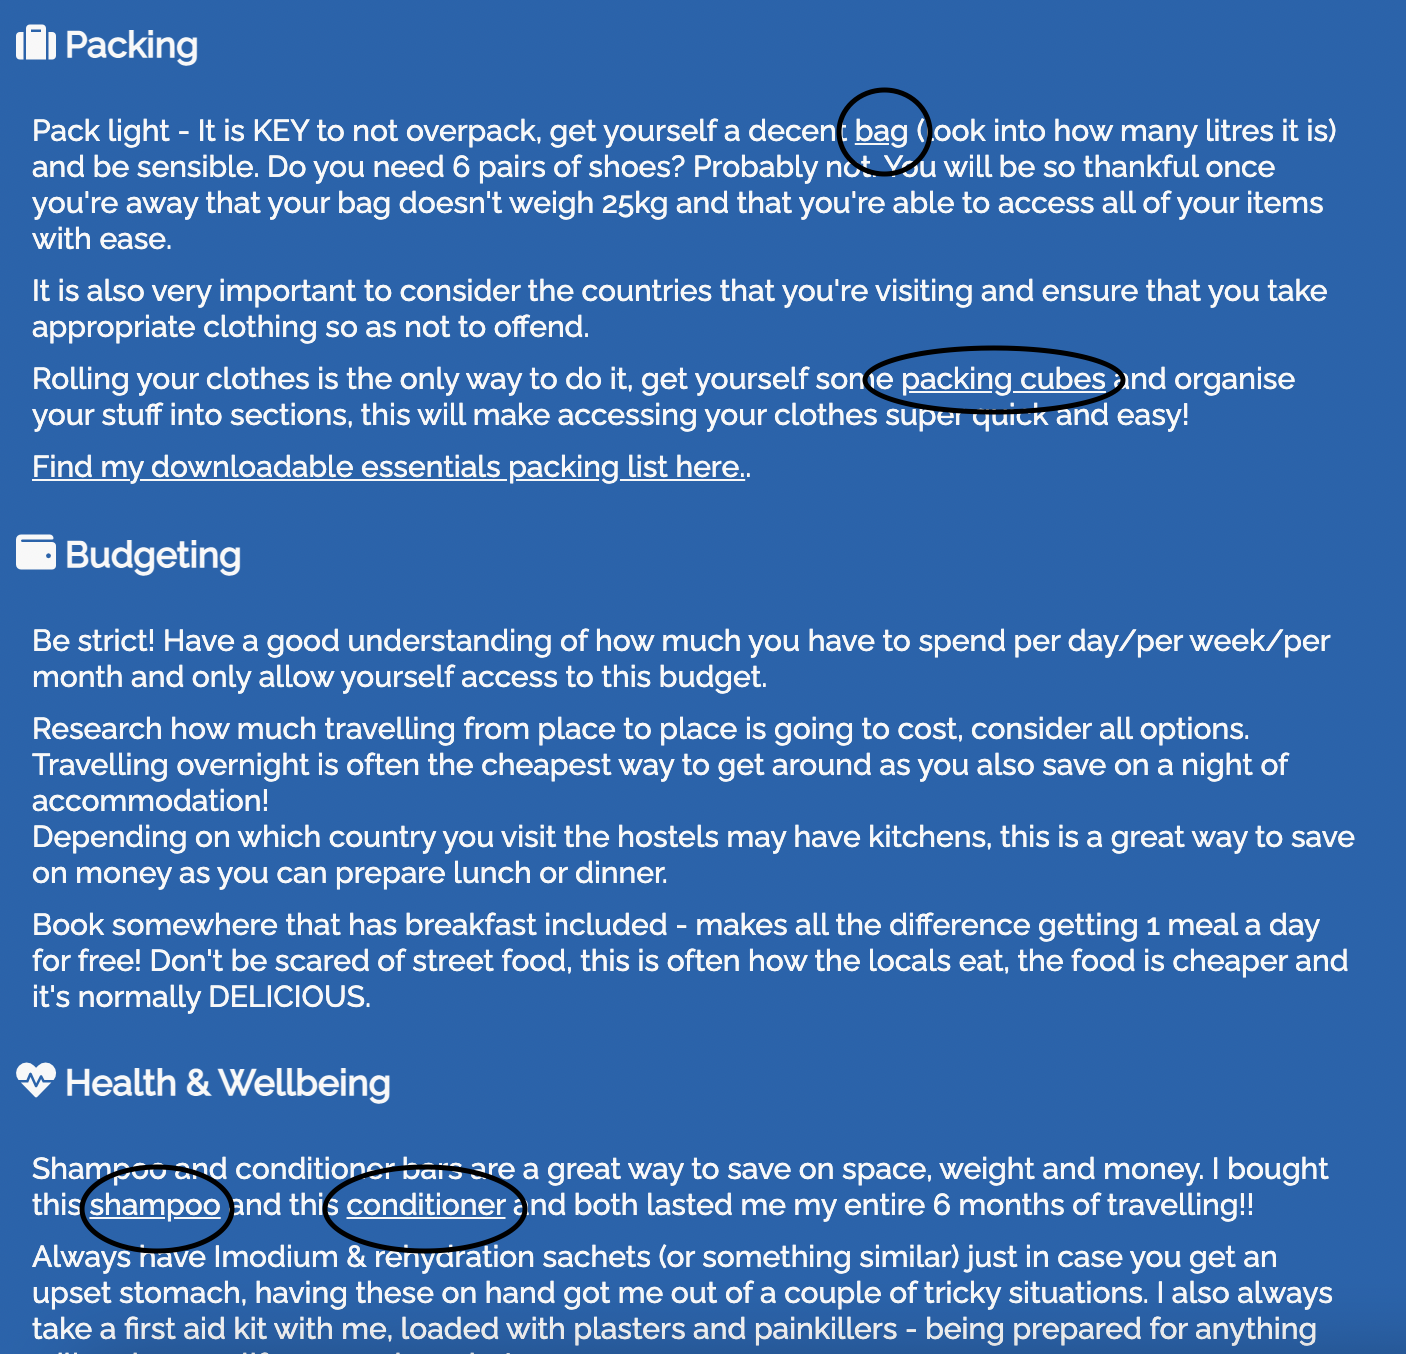 Packing
Pack light - It is KEY to not overpack, get yourself a decent bag (look into how many litres it is)
and be sensible. Do you need 6 pairs of shoes? Probably not. You will be so thankful once
you're away that your bag doesn't weigh 25kg and that you're able to access all of your items
with ease.
It is also very important to consider the countries that you're visiting and ensure that you take
appropriate clothing so as not to offend.
Rolling your clothes is the only way to do it, get yourself some packing cubes and organise
your stuff into sections, this will make accessing your clothes super quick and easy!
Find my downloadable essentials packing list here..
Budgeting
Be strict! Have a good understanding of how much you have to spend per day/per week/per
month and only allow yourself access to this budget.
Research how much travelling from place to place is going to cost, consider all options.
Travelling overnight is often the cheapest way to get around as you also save on a night of
accommodation!
Depending on which country you visit the hostels may have kitchens, this is a great way to save
on money as you can prepare lunch or dinner.
Book somewhere that has breakfast included - makes all the difference getting 1 meal a day
for free! Don't be scared of street food, this is often how the locals eat, the food is cheaper and
it's normally DELICIOUS.
Health & Wellbeing
Shampoo and conditioner bars are a great way to save on space, weight and money. I bought
this shampoo and this conditioner and both lasted me my entire 6 months of travelling!!
Always have Imodium & rehydration sachets (or something similar) just in case you get an
upset stomach, having these on hand got me out of a couple of tricky situations. I also always
take a first aid kit with me, loaded with plasters and painkillers - being prepared for anything